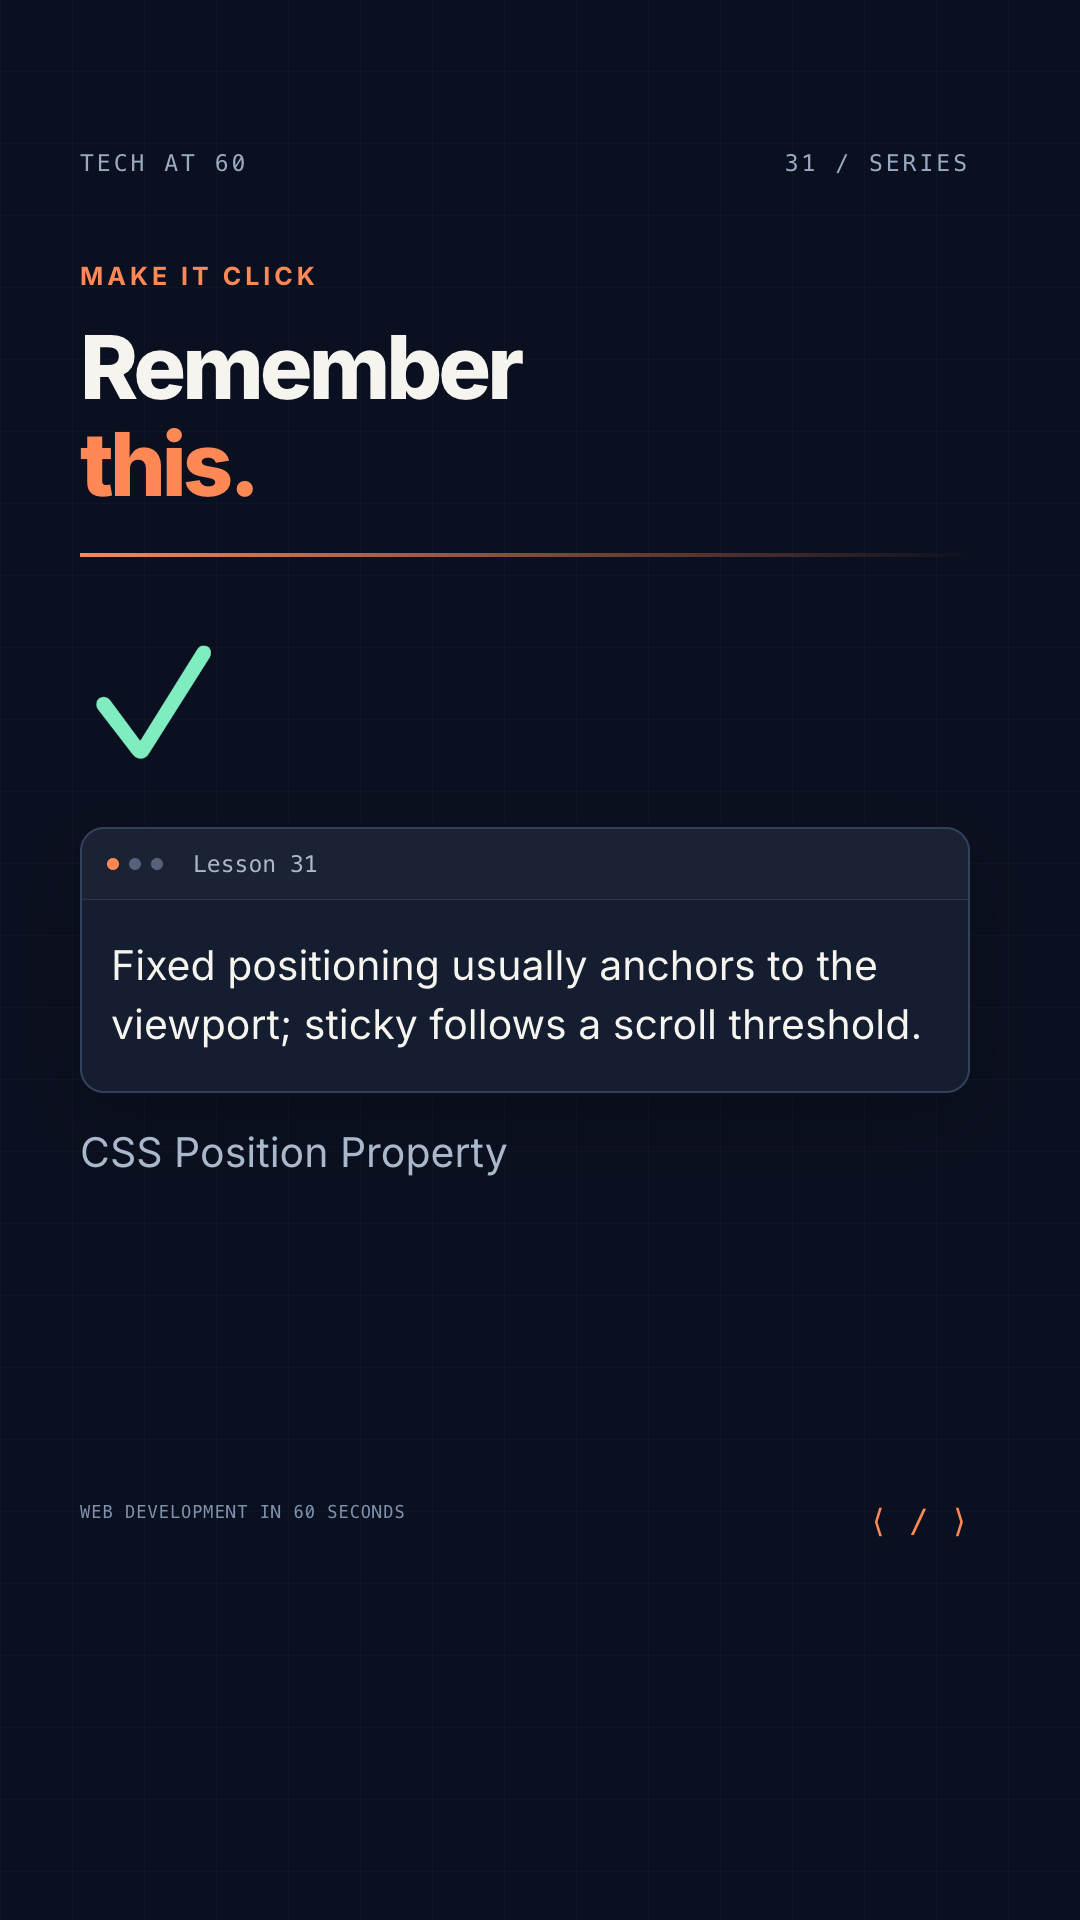 TECH AT 60
31 / SERIES
MAKE IT CLICK
Remember
this.
Lesson 31
Fixed positioning usually anchors to the
viewport; sticky follows a scroll threshold.
CSS Position Property
WEB DEVELOPMENT IN 60 SECONDS
⟨ / ⟩